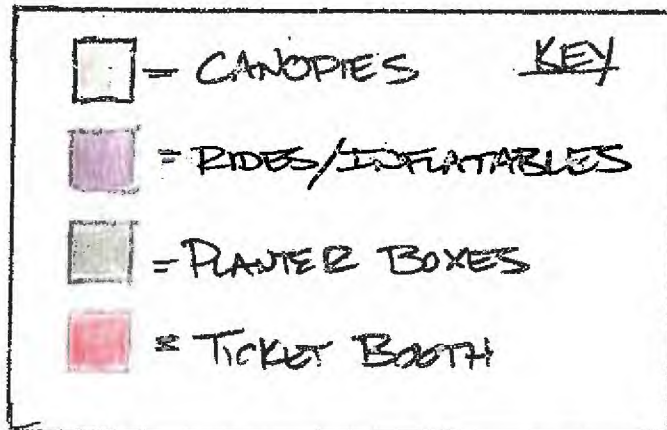 = CANOPIES KEY
= RIDES/INFLATABLES
= PLANTER BOXES
= TICKET BOOTH